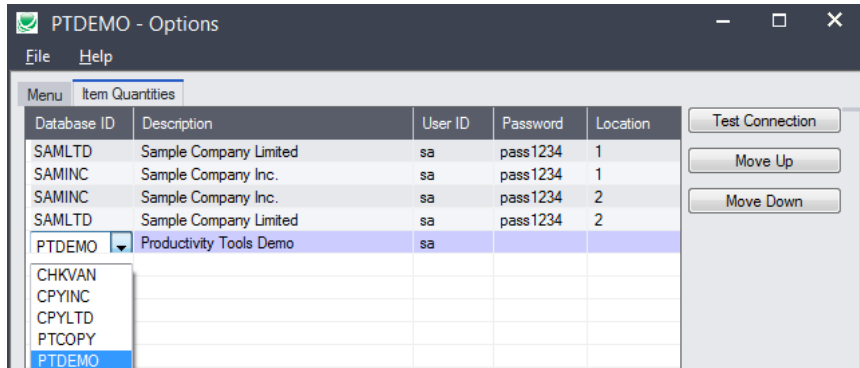 PTDEMO - Options
File Help
Menu Item Quantities
Database ID Description User ID Password Location
SAMLTD Sample Company Limited sa pass1234 1
SAMINC Sample Company Inc. sa pass1234 1
SAMINC Sample Company Inc. sa pass1234 2
SAMLTD Sample Company Limited sa pass1234 2
PTDEMO Productivity Tools Demo sa
CHKVAN
CPYINC
CPYLTD
PTCOPY
PTDEMO
Test Connection
Move Up
Move Down